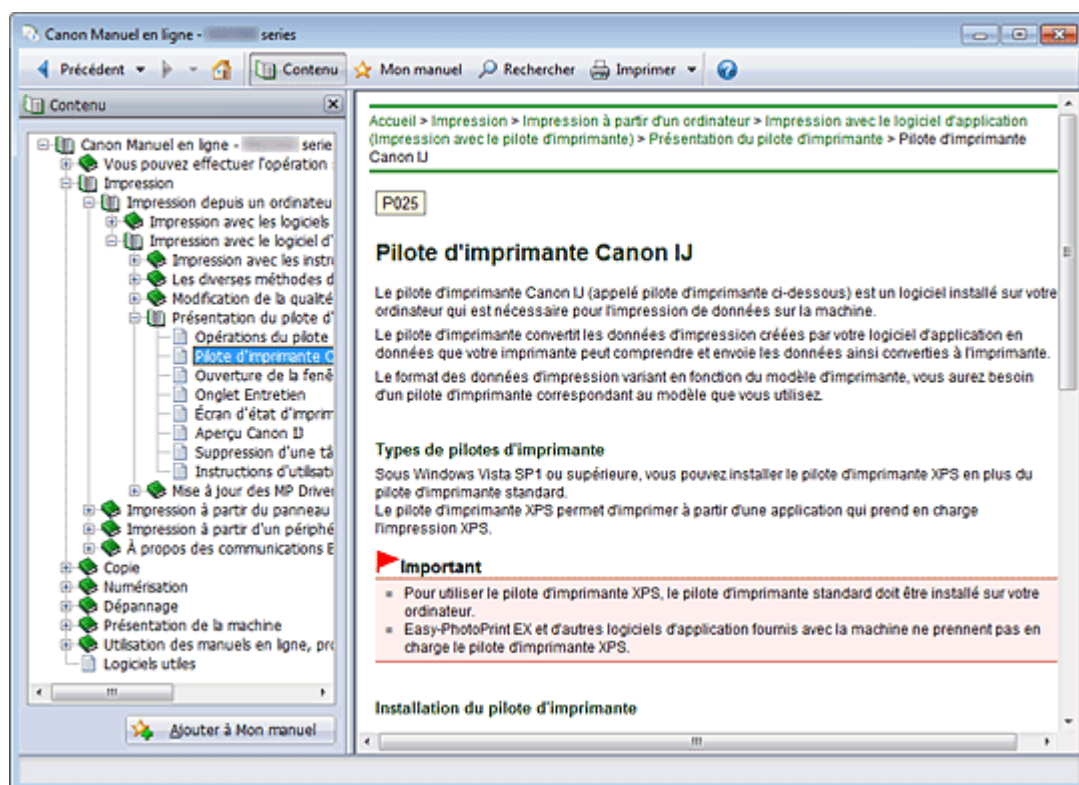 Canon Manuel en ligne - series
Précédent
Contenu
Mon manuel
Rechercher
Imprimer
Contenu
Canon Manuel en ligne - serie
Vous pouvez effectuer l'opération
Impression
Impression depuis un ordinateu
Impression avec les logiciels
Impression avec le logiciel d'
Impression avec les instr
Les diverses méthodes d
Modification de la qualité
Présentation du pilote d'
Opérations du pilote
Pilote d'imprimante C
Ouverture de la fenê
Onglet Entretien
Écran d'état d'imprim
Aperçu Canon IJ
Suppression d'une tâ
Instructions d'utilisati
Mise à jour des MP Driver
Impression à partir du panneau
Impression à partir d'un périphé
À propos des communications B
Copie
Numérisation
Dépannage
Présentation de la machine
Utilisation des manuels en ligne, pro
Logiciels utiles
Ajouter à Mon manuel
Accueil > Impression > Impression à partir d'un ordinateur > Impression avec le logiciel d'application
(Impression avec le pilote d'imprimante) > Présentation du pilote d'imprimante > Pilote d'imprimante
Canon IJ
P025
Pilote d'imprimante Canon IJ
Le pilote d'imprimante Canon IJ (appelé pilote d'imprimante ci-dessous) est un logiciel installé sur votre
ordinateur qui est nécessaire pour l'impression de données sur la machine.
Le pilote d'imprimante convertit les données d'impression créées par votre logiciel d'application en
données que votre imprimante peut comprendre et envoie les données ainsi converties à l'imprimante.
Le format des données d'impression variant en fonction du modèle d'imprimante, vous aurez besoin
d'un pilote d'imprimante correspondant au modèle que vous utilisez.
Types de pilotes d'imprimante
Sous Windows Vista SP1 ou supérieure, vous pouvez installer le pilote d'imprimante XPS en plus du
pilote d'imprimante standard.
Le pilote d'imprimante XPS permet d'imprimer à partir d'une application qui prend en charge
l'impression XPS.
Important
Pour utiliser le pilote d'imprimante XPS, le pilote d'imprimante standard doit être installé sur votre
ordinateur.
Easy-PhotoPrint EX et d'autres logiciels d'application fournis avec la machine ne prennent pas en
charge le pilote d'imprimante XPS.
Installation du pilote d'imprimante